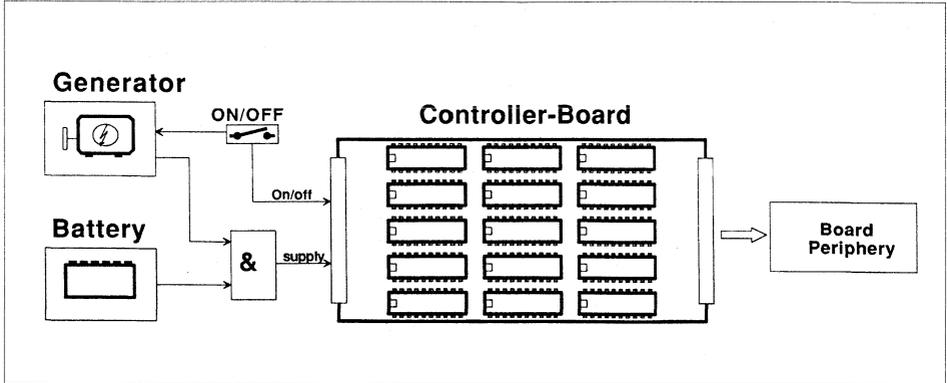 Generator
ON/OFF
Controller-Board
On/off
Battery
&
supply
Board
Periphery